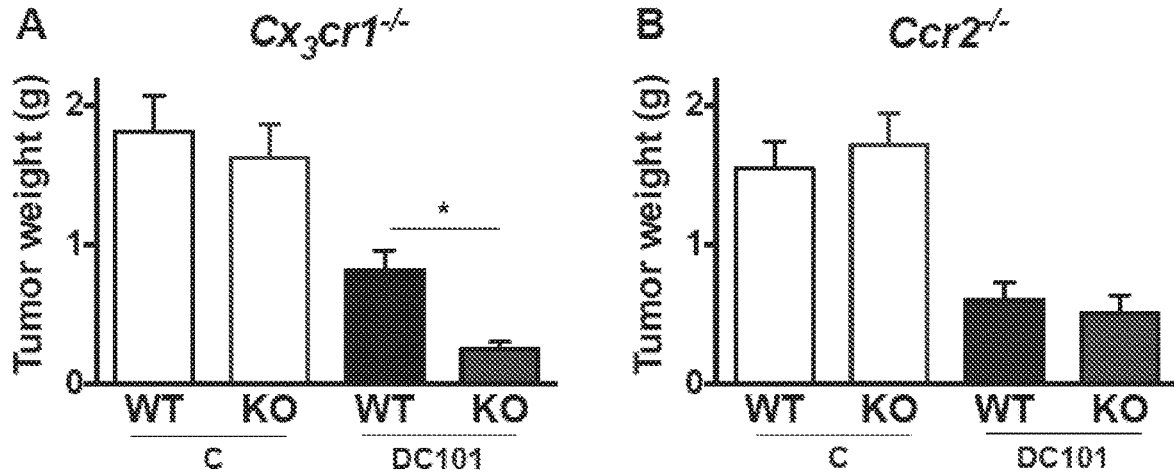 A
Cx3cr1-/-
Tumor weight (g)
2
1
0
*
WT KO WT KO
C DC101
B
Ccr2-/-
Tumor weight (g)
2
1
0
WT KO WT KO
C DC101